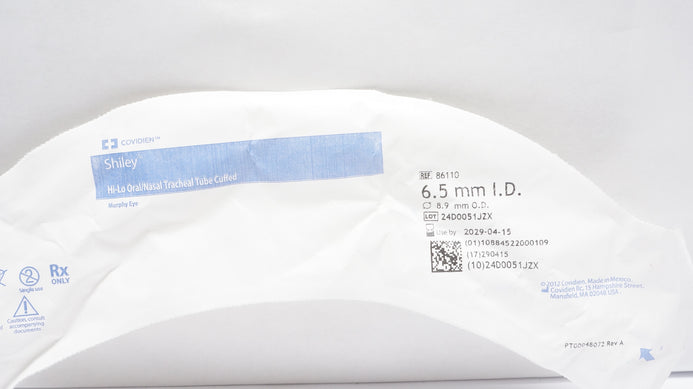 COVIDIEN™
Shiley
Hi-Lo Oral/Nasal Tracheal Tube Cuffed
Murphy Eye
REF 86110
6.5 mm I.D.
8.9 mm O.D.
LOT 24D0051JZX
Use by 2029-04-15
(01)10884522000109
(17)290415
(10)24D0051JZX
Rx
ONLY
Single use
Caution, consult
accompanying
documents
©2012 Covidien. Made in Mexico.
Covidien llc, 15 Hampshire Street,
Mansfield, MA 02048 USA.
PT00048072 Rev A